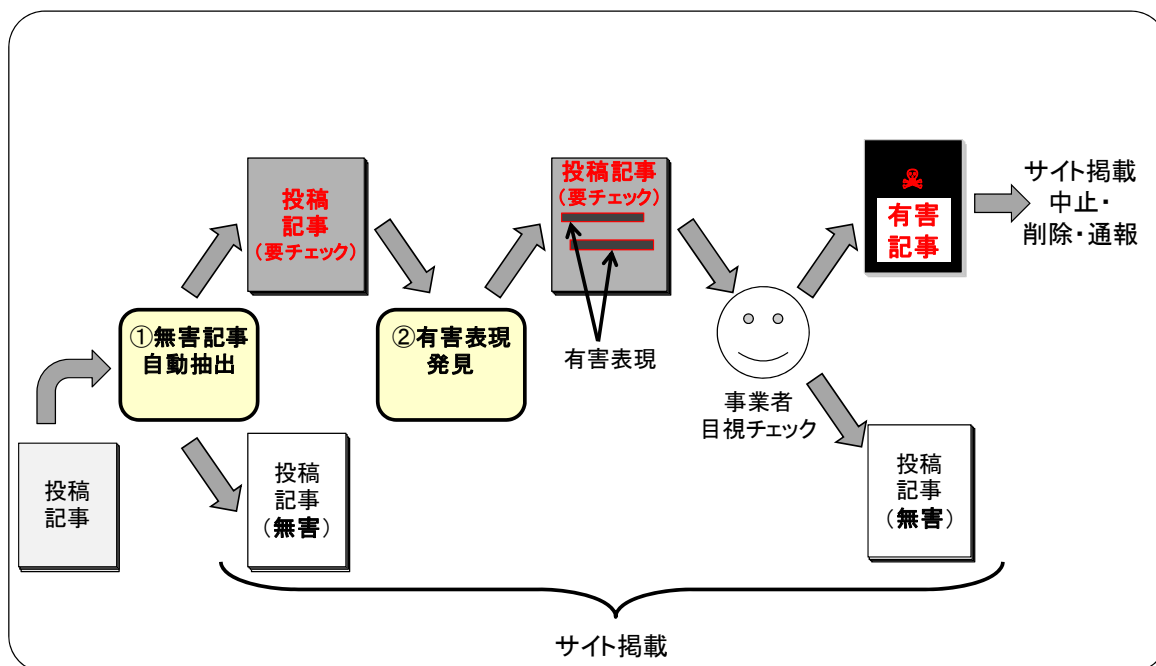 投稿
記事
①無害記事
自動抽出
投稿
記事
(要チェック)
投稿
記事
(無害)
②有害表現
発見
投稿記事
(要チェック)
有害表現
事業者
目視チェック
有害
記事
サイト掲載
中止・
削除・通報
投稿
記事
(無害)
サイト掲載